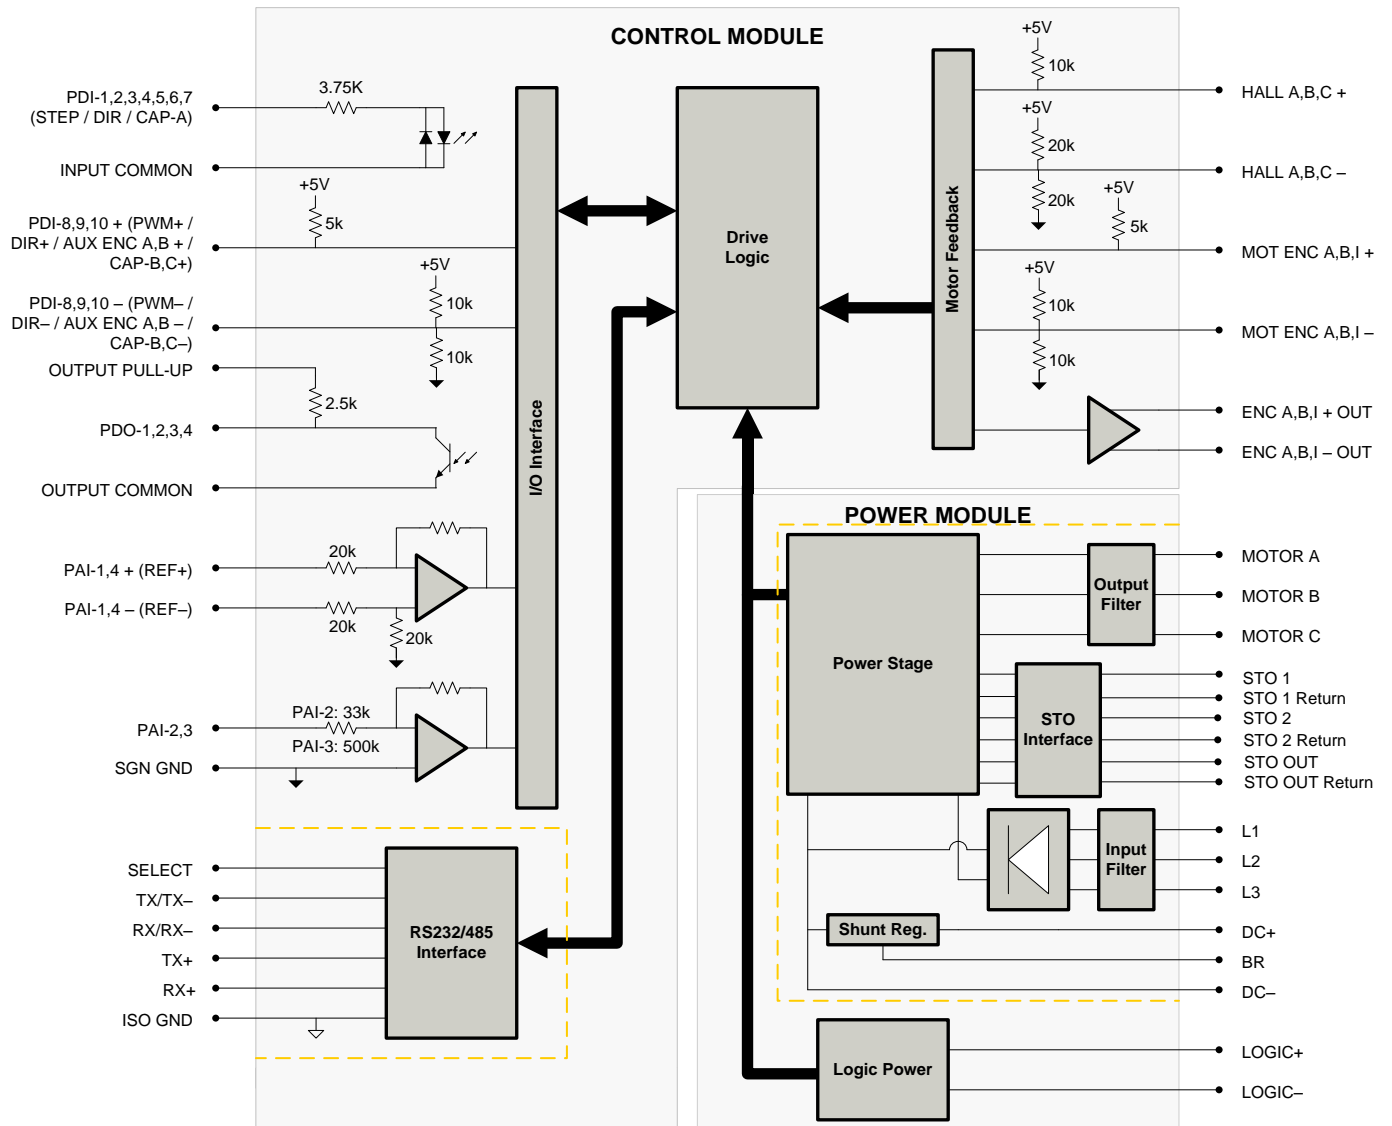 CONTROL MODULE
PDI-1,2,3,4,5,6,7
(STEP / DIR / CAP-A)
3.75K
INPUT COMMON
+5V
5k
PDI-8,9,10 + (PWM+ /
DIR+ / AUX ENC A,B + /
CAP-B,C+)
+5V
10k
10k
PDI-8,9,10 – (PWM– /
DIR– / AUX ENC A,B – /
CAP-B,C–)
OUTPUT PULL-UP
2.5k
PDO-1,2,3,4
OUTPUT COMMON
PAI-1,4 + (REF+)
20k
PAI-1,4 – (REF–)
20k
20k
PAI-2,3
PAI-2: 33k
PAI-3: 500k
SGN GND
I/O Interface
SELECT
TX/TX–
RX/RX–
TX+
RX+
ISO GND
RS232/485
Interface
Drive
Logic
Motor Feedback
+5V
10k
HALL A,B,C +
+5V
20k
20k
HALL A,B,C –
+5V
5k
MOT ENC A,B,I +
+5V
10k
10k
MOT ENC A,B,I –
ENC A,B,I + OUT
ENC A,B,I – OUT
POWER MODULE
Power Stage
Output
Filter
MOTOR A
MOTOR B
MOTOR C
STO
Interface
STO 1
STO 1 Return
STO 2
STO 2 Return
STO OUT
STO OUT Return
Input
Filter
L1
L2
L3
Shunt Reg.
DC+
BR
DC–
Logic Power
LOGIC+
LOGIC–